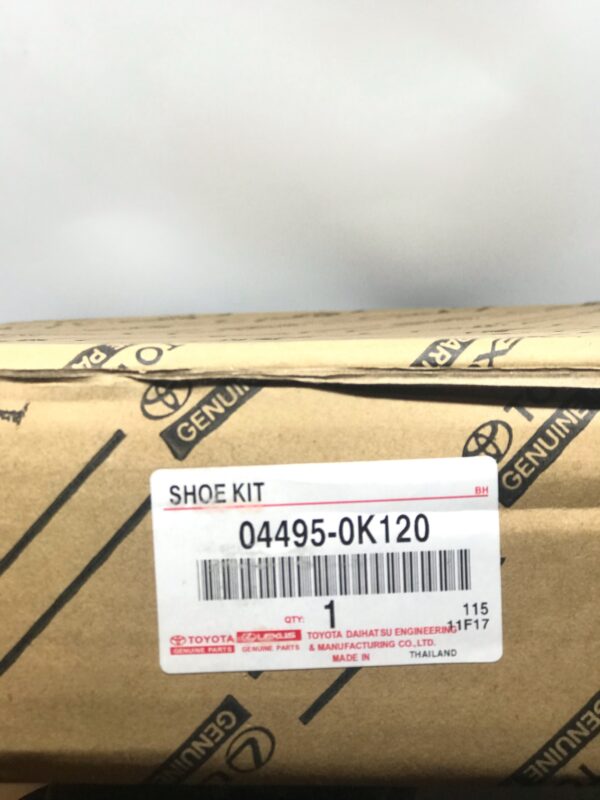 GENUINE
GENUINE
SHOE KIT
BH
04495-0K120
QTY: 1
115
11F17
TOYOTA
GENUINE PARTS
LEXUS
GENUINE PARTS
TOYOTA DAIHATSU ENGINEERING
& MANUFACTURING CO., LTD.
MADE IN THAILAND
GENUINE
GENUINE